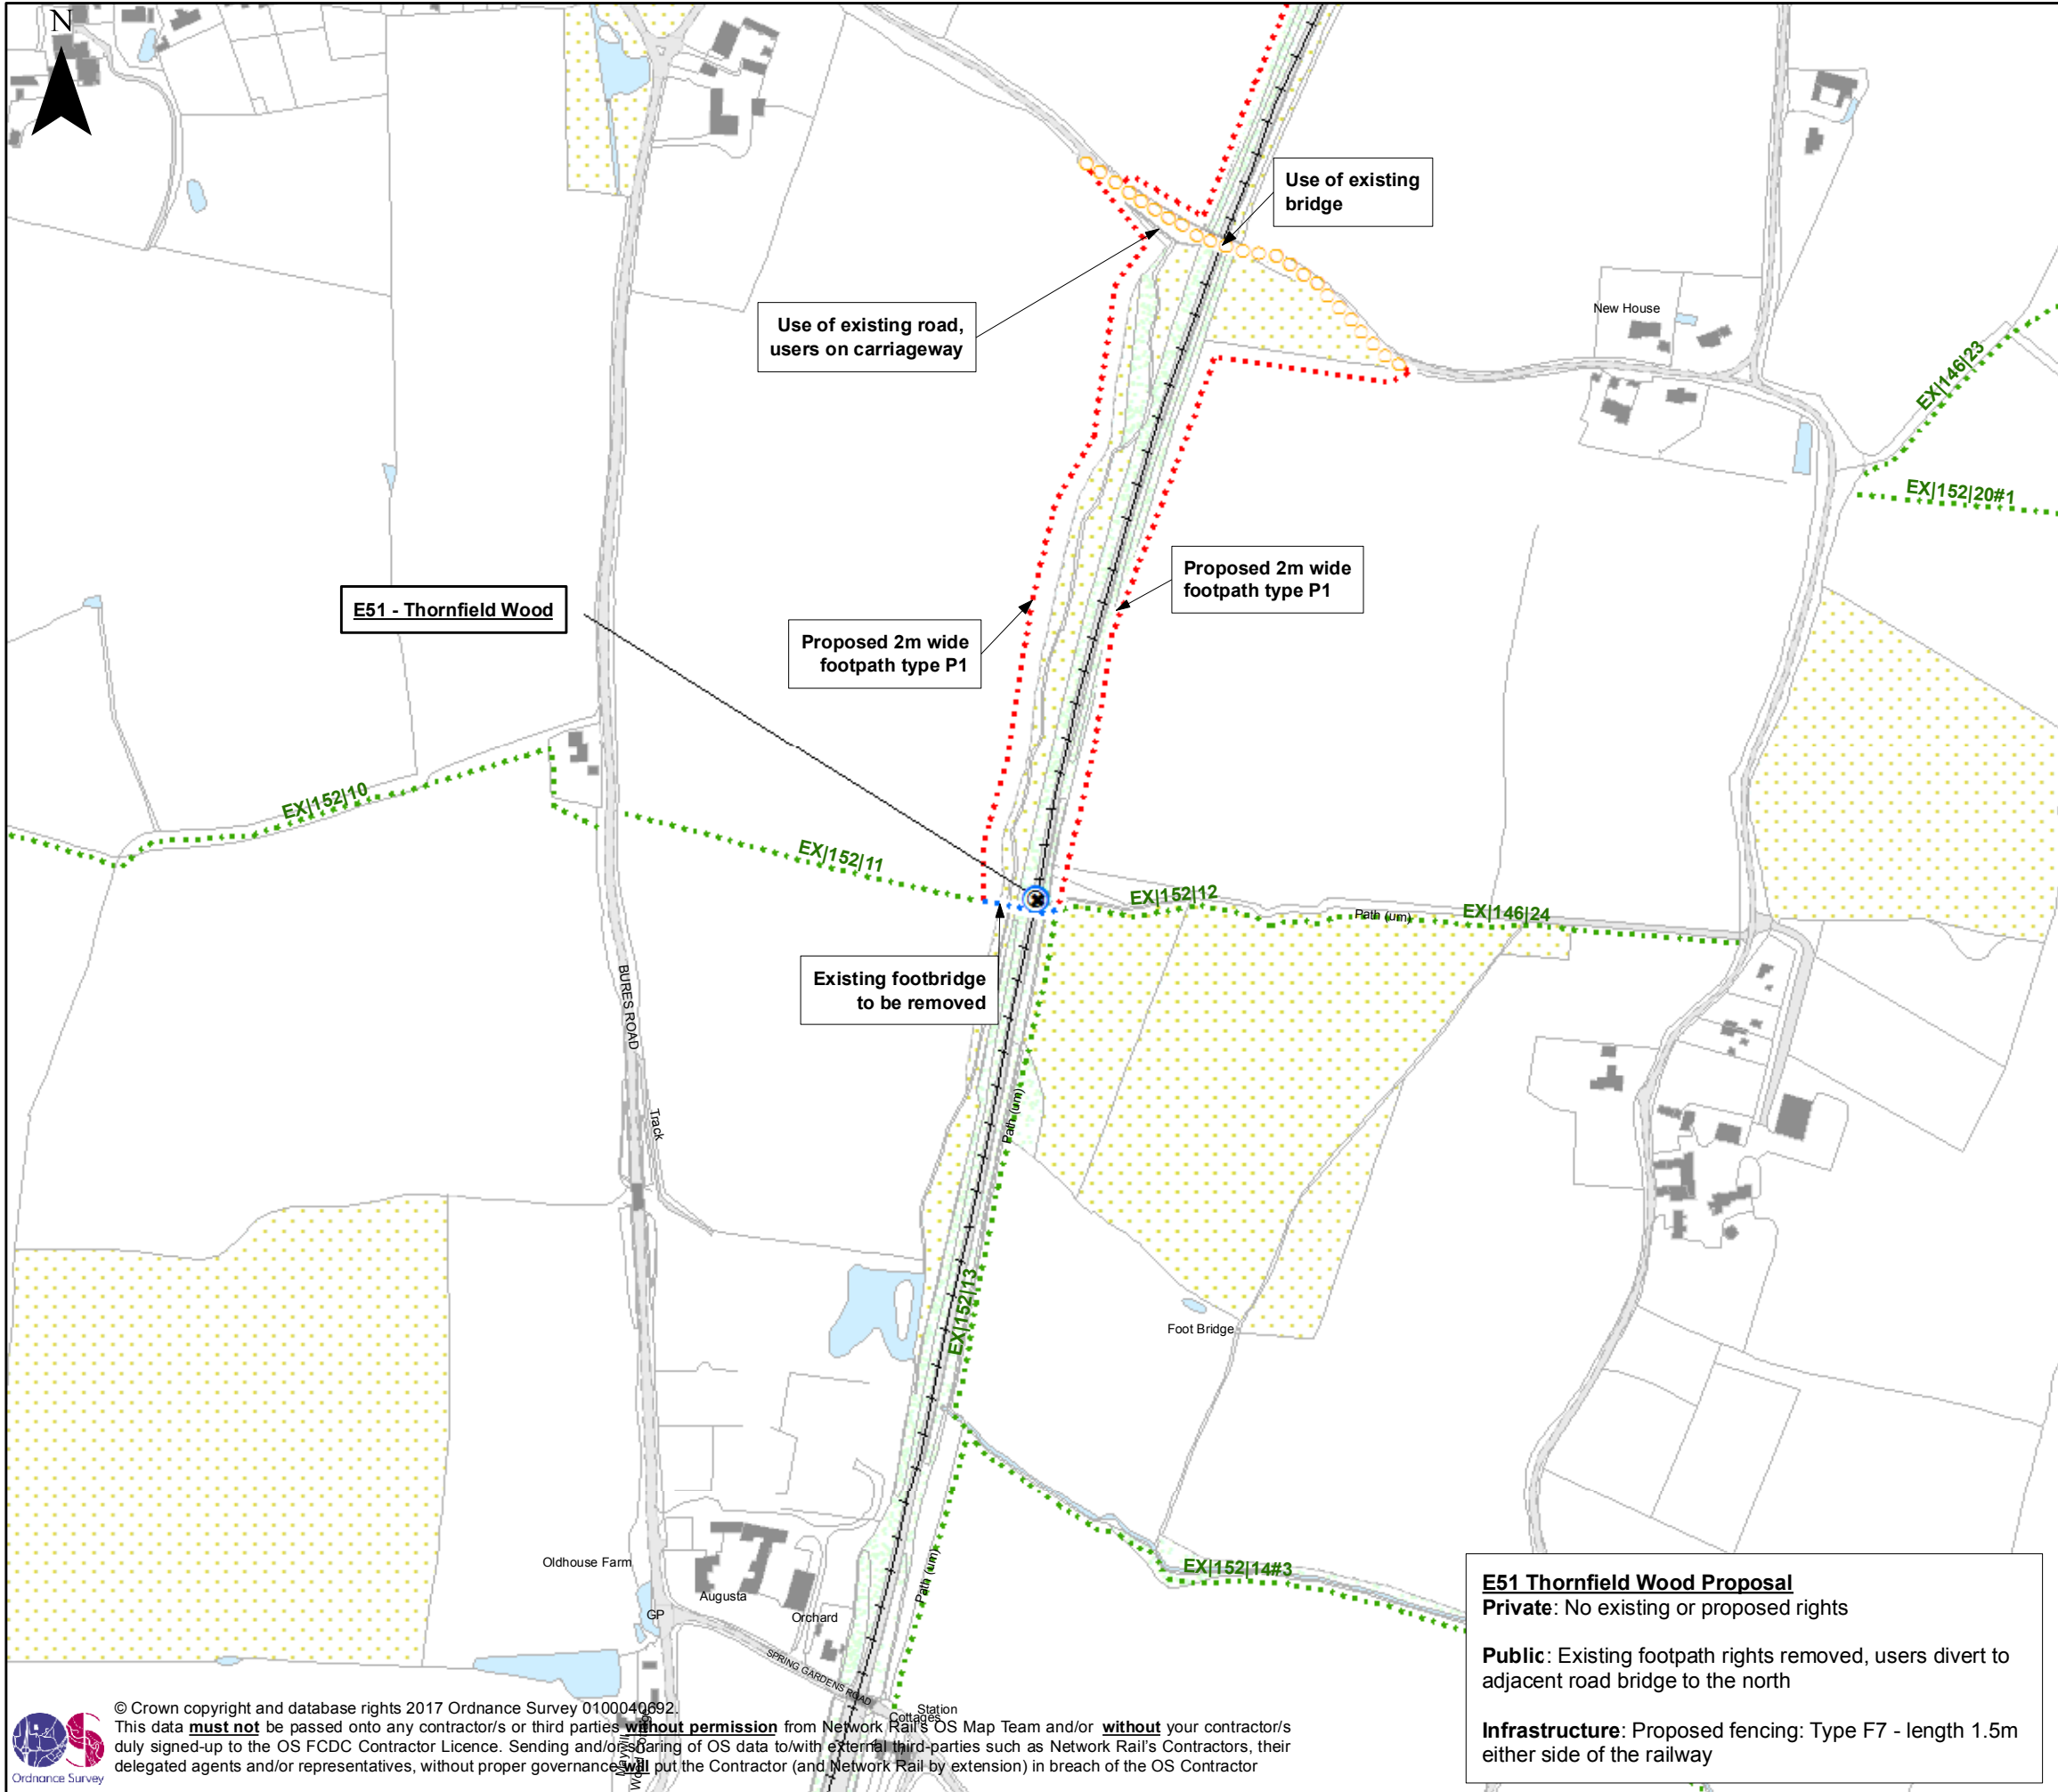 N
Use of existing
bridge
Use of existing road,
users on carriageway
New House
EX|146|23
EX|152|20#1
Proposed 2m wide
footpath type P1
E51 - Thornfield Wood
Proposed 2m wide
footpath type P1
EX|152|10
EX|152|11
EX|152|12
Path (um)
EX|146|24
Existing footbridge
to be removed
BURES ROAD
Track
Path (um)
EX|152|13
Foot Bridge
Oldhouse Farm
Augusta
GP
Orchard
Path (um)
EX|152|14#3
SPRING GARDENS ROAD
Station
Cottages
E51 Thornfield Wood Proposal
Private: No existing or proposed rights
Public: Existing footpath rights removed, users divert to
adjacent road bridge to the north
Infrastructure: Proposed fencing: Type F7 - length 1.5m
either side of the railway
© Crown copyright and database rights 2017 Ordnance Survey 0100040692.
This data must not be passed onto any contractor/s or third parties without permission from Network Rail's OS Map Team and/or without your contractor/s
duly signed-up to the OS FCDC Contractor Licence. Sending and/or sharing of OS data to/with external third-parties such as Network Rail's Contractors, their
delegated agents and/or representatives, without proper governance will put the Contractor (and Network Rail by extension) in breach of the OS Contractor
Ordnance Survey